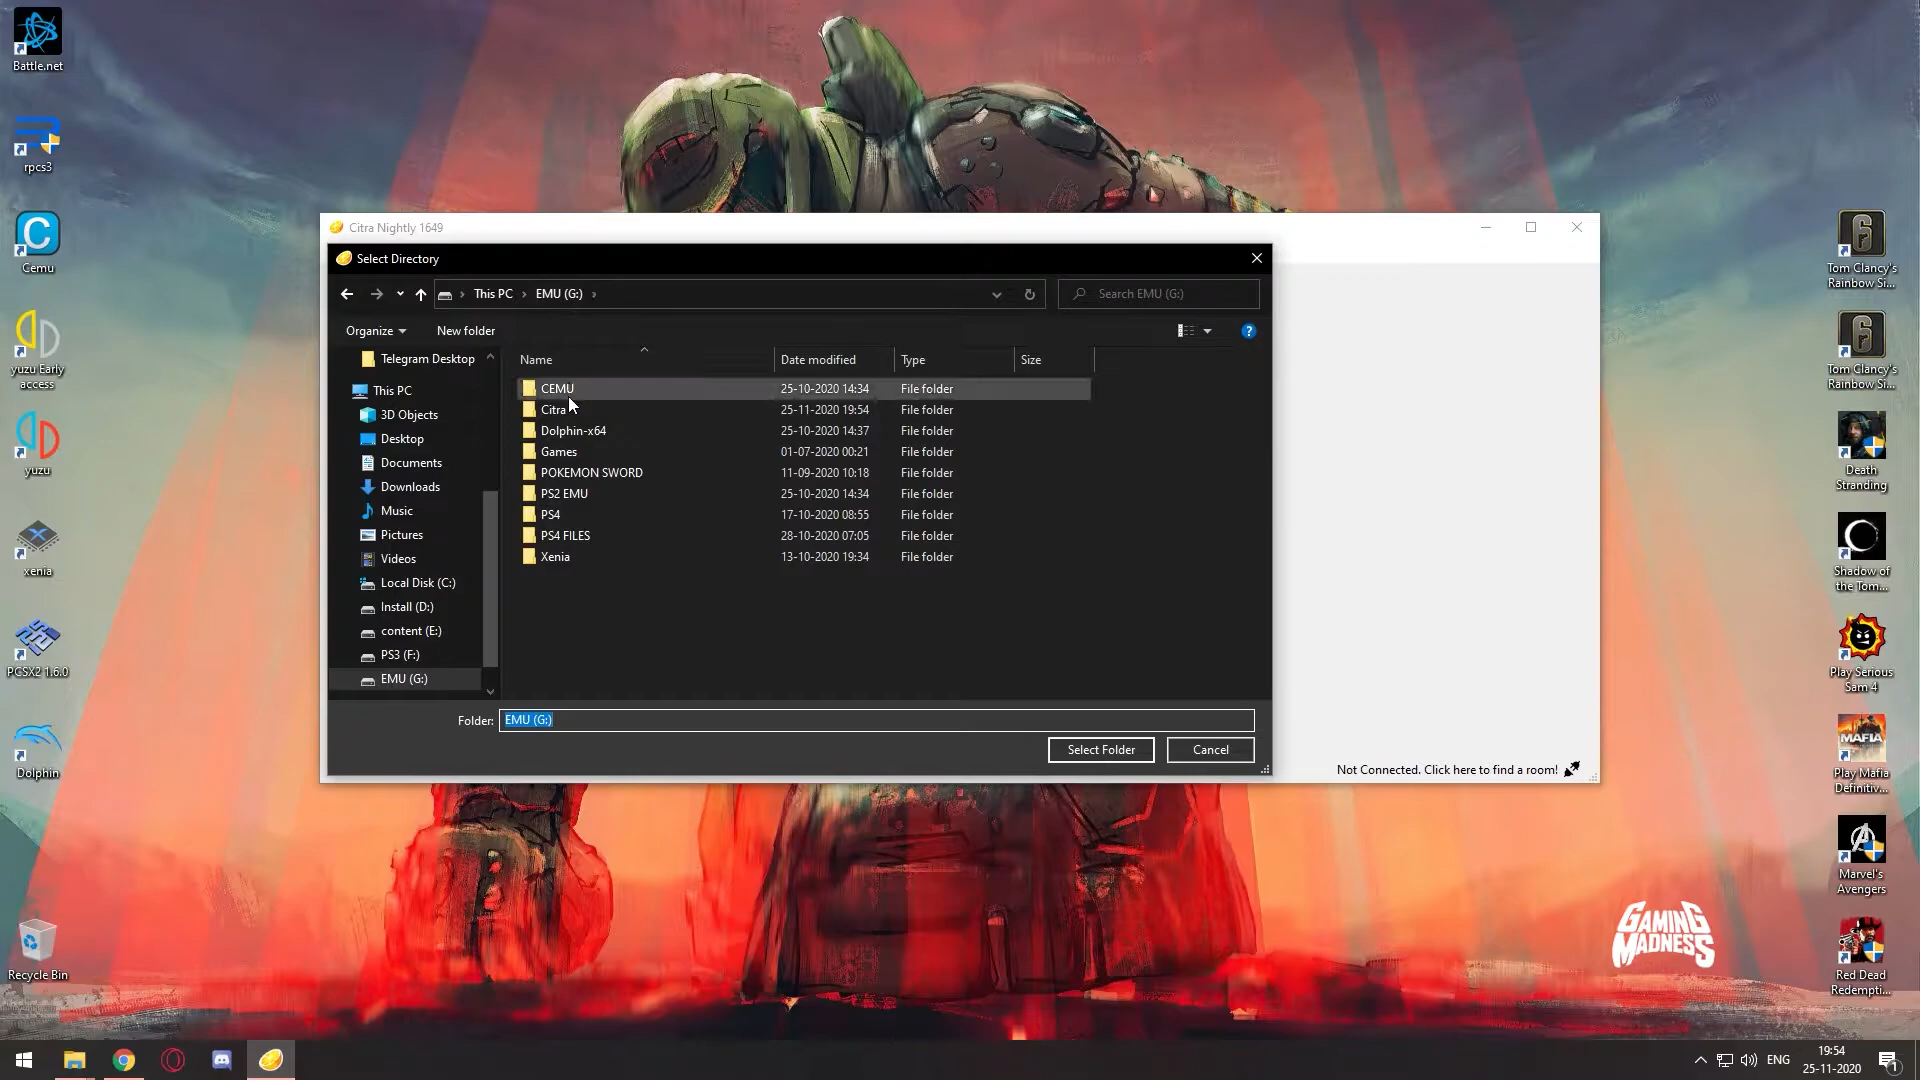 Battle.net
rpcs3
Cemu
yuzu Early
access
yuzu
xenia
PCSX2 1.6.0
Dolphin
Recycle Bin
Citra Nightly 1649
Select Directory
This PC
EMU (G:)
Search EMU (G:)
Organize
New folder
Telegram Desktop
This PC
3D Objects
Desktop
Documents
Downloads
Music
Pictures
Videos
Local Disk (C:)
Install (D:)
content (E:)
PS3 (F:)
EMU (G:)
Name Date modified Type Size
CEMU 25-10-2020 14:34 File folder
Citra 25-11-2020 19:54 File folder
Dolphin-x64 25-10-2020 14:37 File folder
Games 01-07-2020 00:21 File folder
POKEMON SWORD 11-09-2020 10:18 File folder
PS2 EMU 25-10-2020 14:34 File folder
PS4 17-10-2020 08:55 File folder
PS4 FILES 28-10-2020 07:05 File folder
Xenia 13-10-2020 19:34 File folder
Folder: EMU (G:)
Select Folder
Cancel
Not Connected. Click here to find a room!
Tom Clancy's
Rainbow Si...
Tom Clancy's
Rainbow Si...
Death
Stranding
Shadow of
the Tom...
Play Serious
Sam 4
MAFIA
Play Mafia
Definitiv...
Marvel's
Avengers
Red Dead
Redempti...
GAMING
MADNESS
ENG
19:54
25-11-2020
1